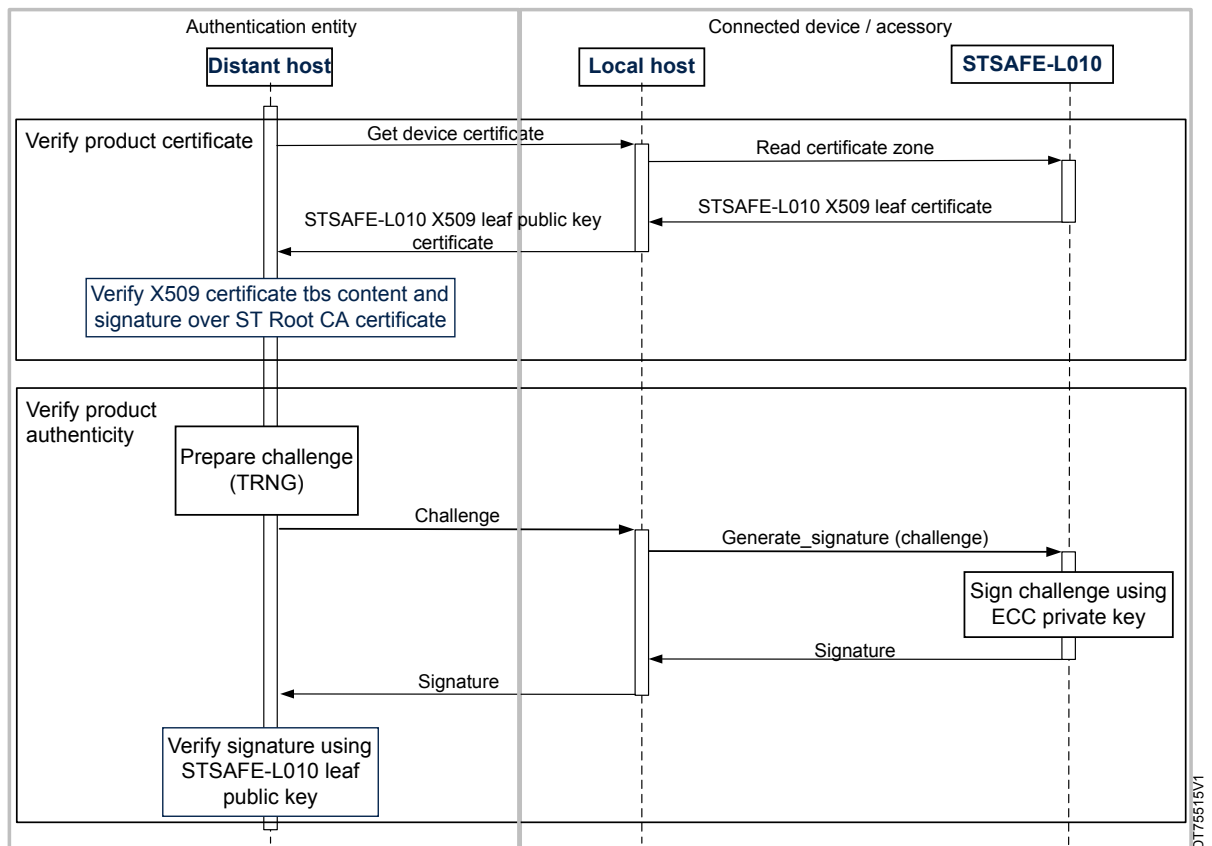 Authentication entity
Connected device / acessory
Distant host
Local host
STSAFE-L010
Verify product certificate
Get device certificate
Read certificate zone
STSAFE-L010 X509 leaf certificate
STSAFE-L010 X509 leaf public key
certificate
Verify X509 certificate tbs content and
signature over ST Root CA certificate
Verify product
authenticity
Prepare challenge
(TRNG)
Challenge
Generate_signature (challenge)
Sign challenge using
ECC private key
Signature
Signature
Verify signature using
STSAFE-L010 leaf
public key
DT75515V1